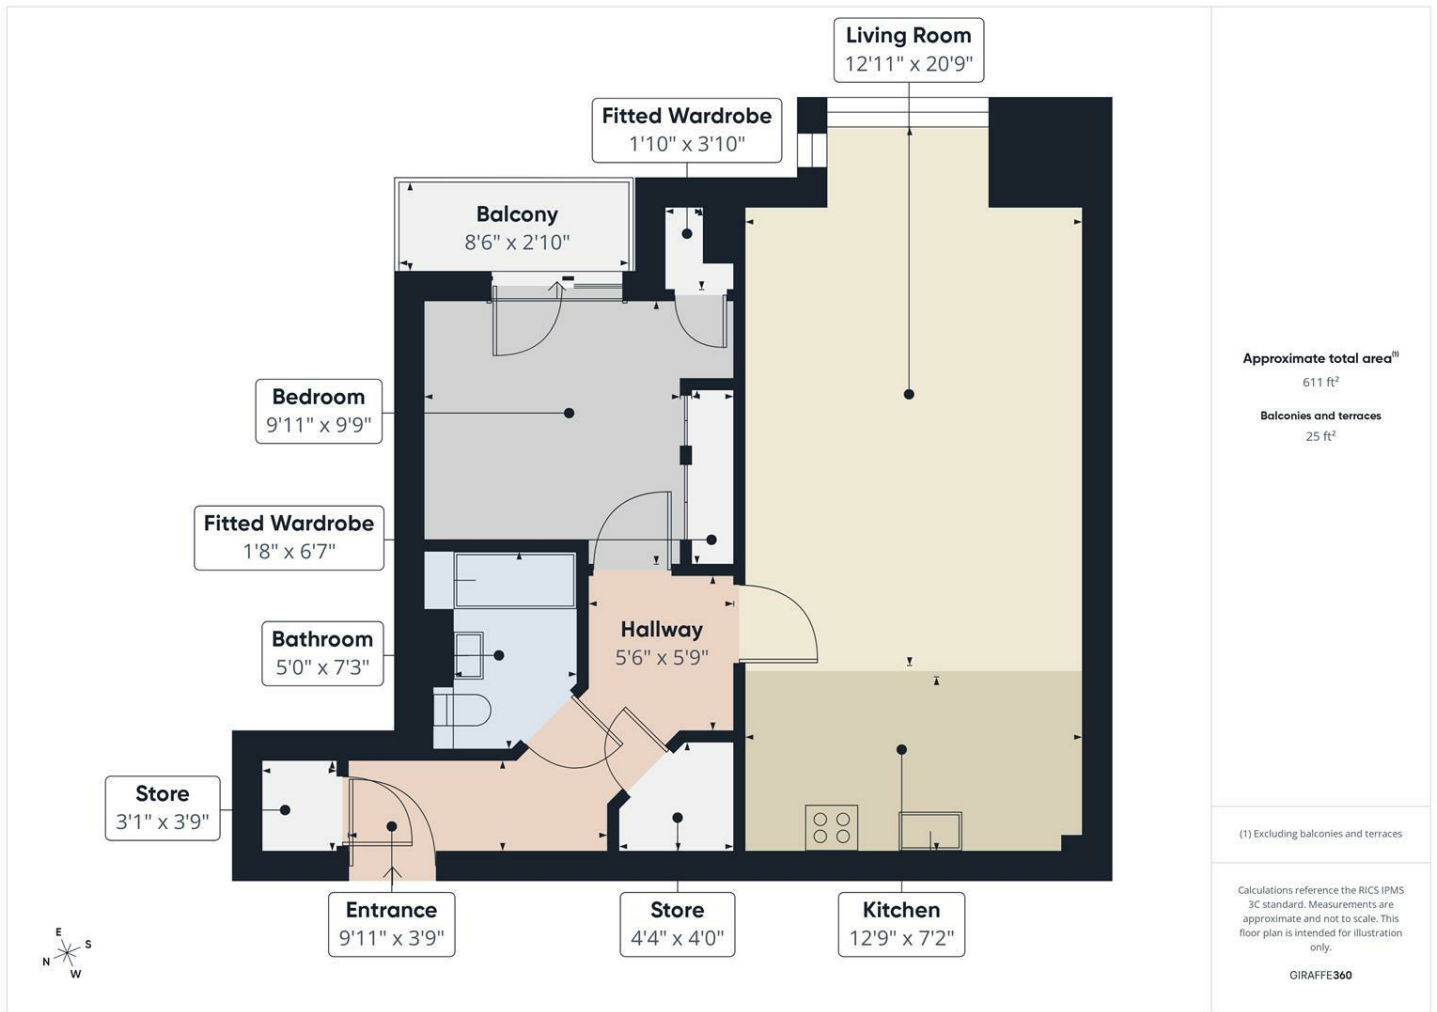 Living Room
12'11" x 20'9"
Fitted Wardrobe
1'10" x 3'10"
Balcony
8'6" x 2'10"
Bedroom
9'11" x 9'9"
Fitted Wardrobe
1'8" x 6'7"
Bathroom
5'0" x 7'3"
Hallway
5'6" x 5'9"
Store
3'1" x 3'9"
Entrance
9'11" x 3'9"
Store
4'4" x 4'0"
Kitchen
12'9" x 7'2"
E
S
N
W
Approximate total area(1)
611 ft²
Balconies and terraces
25 ft²
(1) Excluding balconies and terraces
Calculations reference the RICS IPMS
3C standard. Measurements are
approximate and not to scale. This
floor plan is intended for illustration
only.
GIRAFFE360